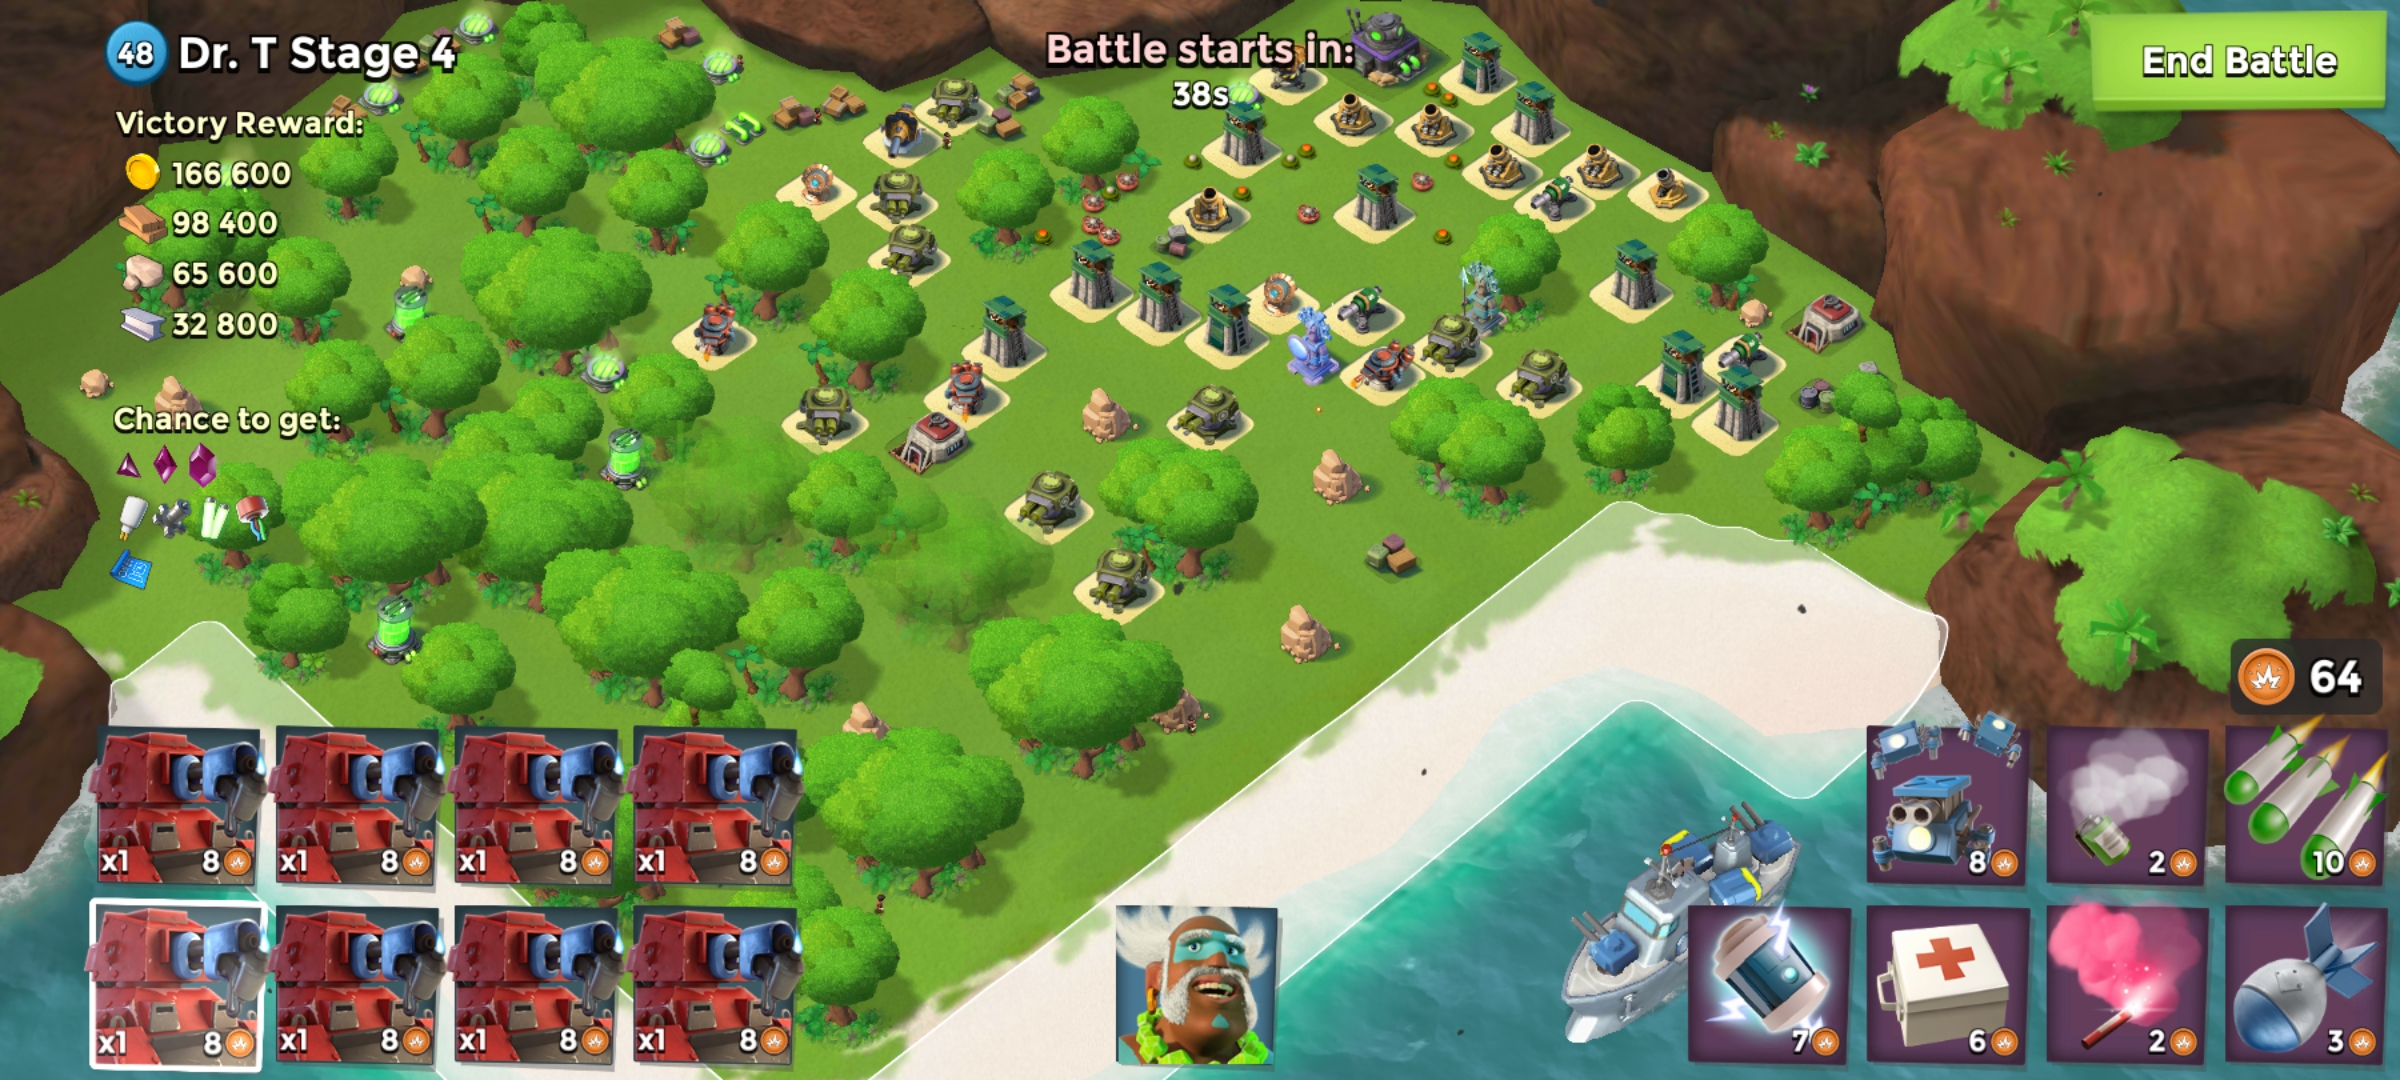 48 Dr. T Stage 4
Battle starts in:
38s
End Battle
Victory Reward:
166 600
98 400
65 600
32 800
Chance to get:
64
x1 8
x1 8
x1 8
x1 8
8
2
10
x1 8
x1 8
x1 8
x1 8
7
6
2
3